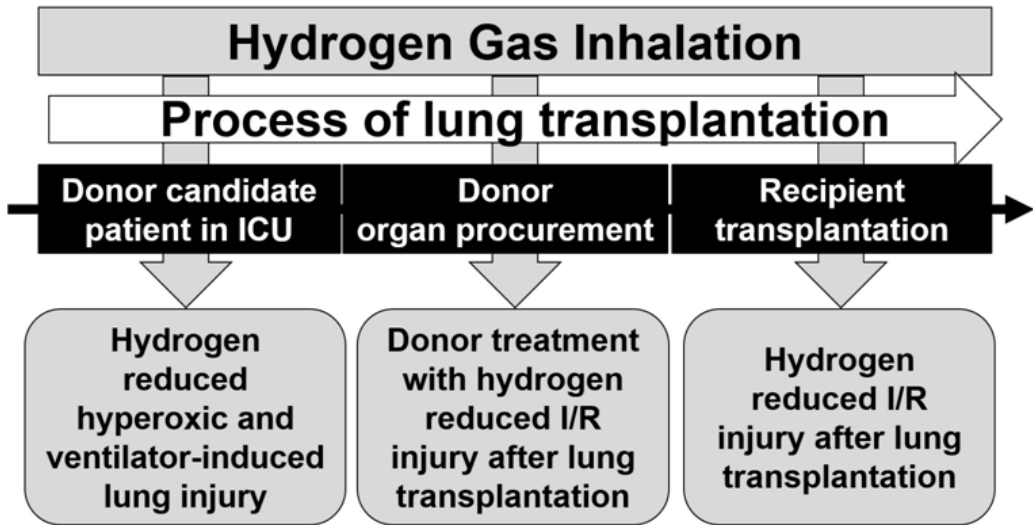 Hydrogen Gas Inhalation
Process of lung transplantation
Donor candidate
patient in ICU
Donor
organ procurement
Recipient
transplantation
Hydrogen
reduced
hyperoxic and
ventilator-induced
lung injury
Donor treatment
with hydrogen
reduced I/R
injury after lung
transplantation
Hydrogen
reduced I/R
injury after lung
transplantation